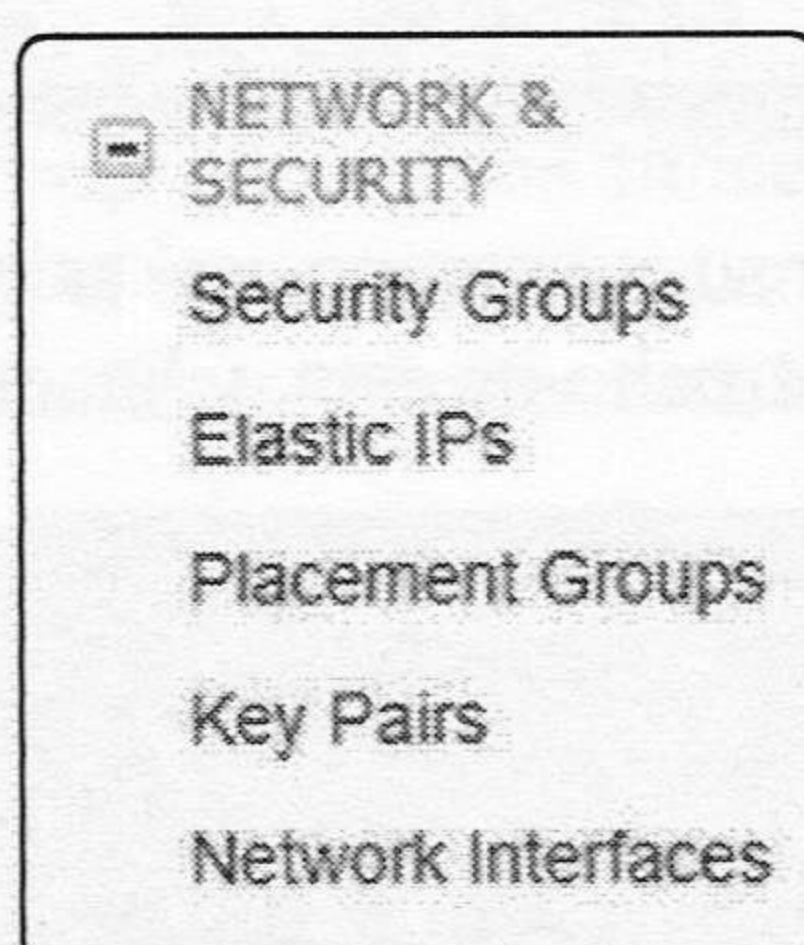 NETWORK &
SECURITY
Security Groups
Elastic IPs
Placement Groups
Key Pairs
Network Interfaces